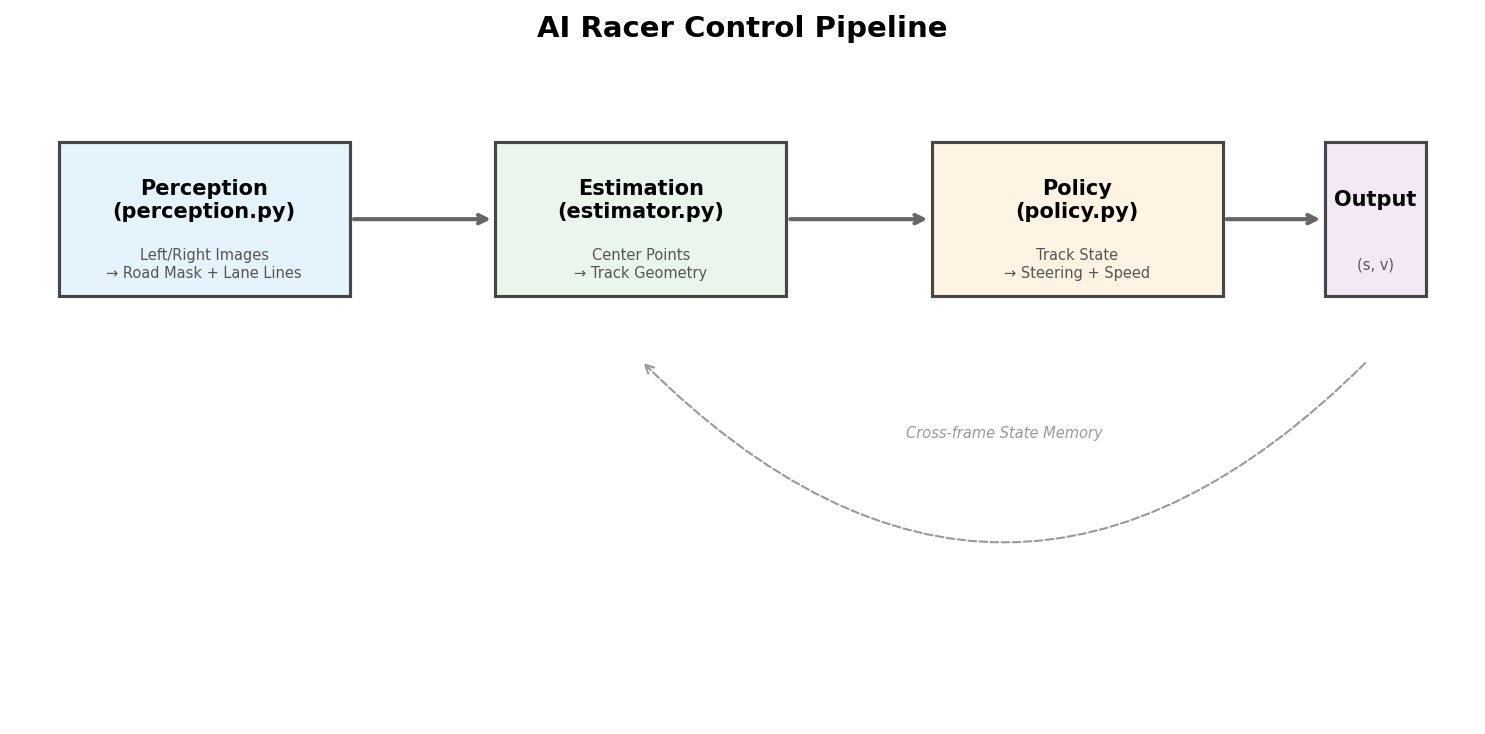 AI Racer Control Pipeline
Perception
(perception.py)
Left/Right Images
→ Road Mask + Lane Lines
Estimation
(estimator.py)
Center Points
→ Track Geometry
Policy
(policy.py)
Track State
→ Steering + Speed
Output
(s, v)
Cross-frame State Memory